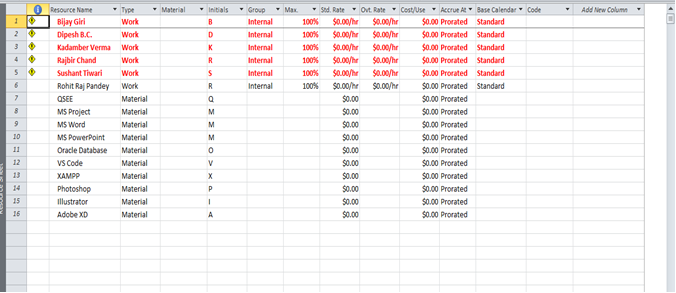 Resource Name Type Material Initials Group Max. Std. Rate Ovt. Rate Cost/Use Accrue At Base Calendar Code Add New Column
1 Bijay Giri Work B Internal 100% $0.00/hr $0.00/hr $0.00 Prorated Standard
2 Dipesh B.C. Work D Internal 100% $0.00/hr $0.00/hr $0.00 Prorated Standard
3 Kadamber Verma Work K Internal 100% $0.00/hr $0.00/hr $0.00 Prorated Standard
4 Rajbir Chand Work R Internal 100% $0.00/hr $0.00/hr $0.00 Prorated Standard
5 Sushant Tiwari Work S Internal 100% $0.00/hr $0.00/hr $0.00 Prorated Standard
6 Rohit Raj Pandey Work R Internal 100% $0.00/hr $0.00/hr $0.00 Prorated Standard
7 QSEE Material Q $0.00 $0.00 Prorated
8 MS Project Material M $0.00 $0.00 Prorated
9 MS Word Material M $0.00 $0.00 Prorated
10 MS PowerPoint Material M $0.00 $0.00 Prorated
11 Oracle Database Material O $0.00 $0.00 Prorated
12 VS Code Material V $0.00 $0.00 Prorated
13 XAMPP Material X $0.00 $0.00 Prorated
14 Photoshop Material P $0.00 $0.00 Prorated
15 Illustrator Material I $0.00 $0.00 Prorated
16 Adobe XD Material A $0.00 $0.00 Prorated